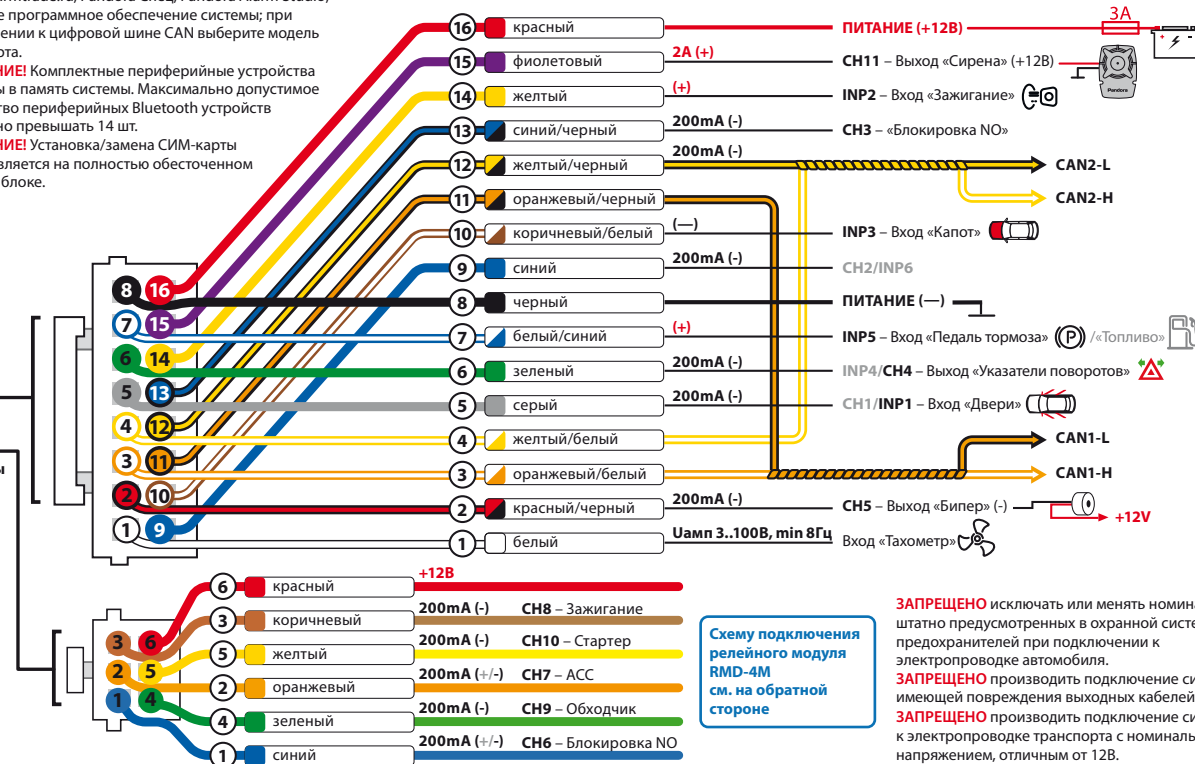 е программное обеспечение системы; при
ении к цифровой шине CAN выберите модель
рта.
НИЕ! Комплектные периферийные устройства
ы в память системы. Максимально допустимое
тво периферийных Bluetooth устройств
но превышать 14 шт.
НИЕ! Установка/замена СИМ-карты
вляется на полностью обесточенном
блоке.
16 красный ПИТАНИЕ (+12В) 3А
15 фиолетовый 2А (+) CH11 – Выход «Сирена» (+12В)
Pandora
14 желтый (+) INP2 – Вход «Зажигание»
13 синий/черный 200mA (-) CH3 – «Блокировка NO»
12 желтый/черный 200mA (-) CAN2-L
CAN2-H
11 оранжевый/черный
10 коричневый/белый (—) INP3 – Вход «Капот»
9 синий 200mA (-) CH2/INP6
8 черный ПИТАНИЕ (—)
7 белый/синий (+) INP5 – Вход «Педаль тормоза» (P) /«Топливо»
6 зеленый 200mA (-) INP4/CH4 – Выход «Указатели поворотов»
5 серый 200mA (-) CH1/INP1 – Вход «Двери»
4 желтый/белый CAN1-L
3 оранжевый/белый CAN1-H
2 красный/черный 200mA (-) CH5 – Выход «Бипер» (-)
+12V
1 белый Uамп 3..100В, min 8Гц Вход «Тахометр»
8 16
7 15
6 14
5 13
4 12
3 11
2 10
1 9
ы
6 красный +12В
3 коричневый 200mA (-) CH8 – Зажигание
5 желтый 200mA (-) CH10 – Стартер
2 оранжевый 200mA (+/-) CH7 – ACC
4 зеленый 200mA (-) CH9 – Обходчик
1 синий 200mA (+/-) CH6 – Блокировка NO
3 6
2 5
1 4
Схему подключения
релейного модуля
RMD-4M
см. на обратной
стороне
ЗАПРЕЩЕНО исключать или менять номина
штатно предусмотренных в охранной систе
предохранителей при подключении к
электропроводке автомобиля.
ЗАПРЕЩЕНО производить подключение си
имеющей повреждения выходных кабелей
ЗАПРЕЩЕНО производить подключение си
к электропроводке транспорта с номиналь
напряжением, отличным от 12В.